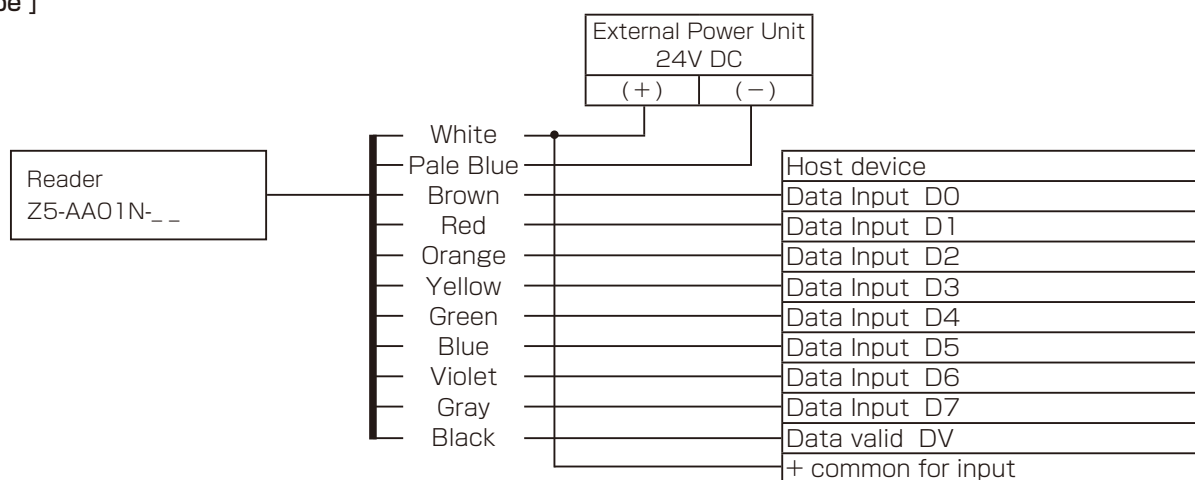 External Power Unit
24V DC
(+) (−)
Reader
Z5-AA01N-_ _
White
Pale Blue
Brown
Red
Orange
Yellow
Green
Blue
Violet
Gray
Black
Host device
Data Input D0
Data Input D1
Data Input D2
Data Input D3
Data Input D4
Data Input D5
Data Input D6
Data Input D7
Data valid DV
+ common for input